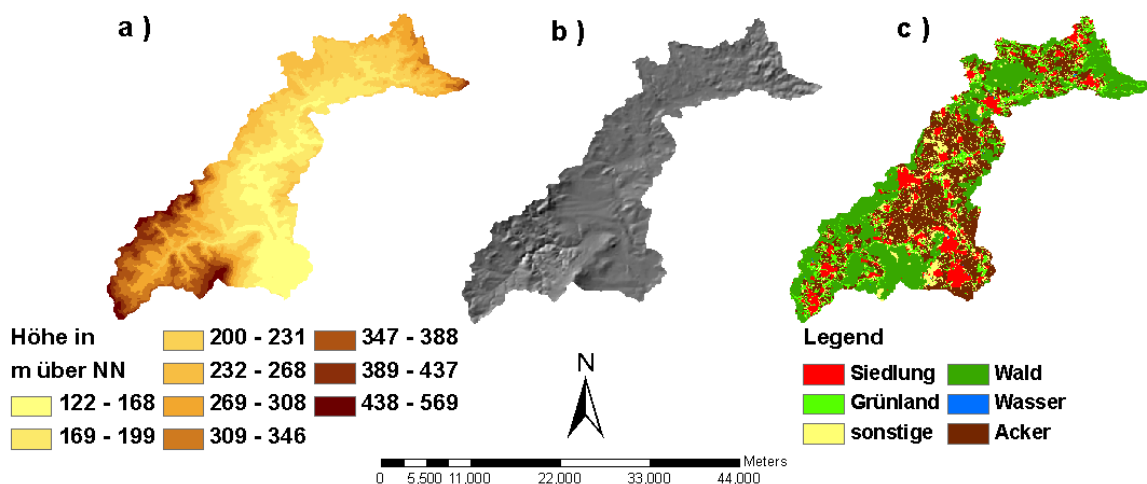 a )
b )
c )
Höhe in
m über NN
122 - 168
169 - 199
200 - 231
232 - 268
269 - 308
309 - 346
347 - 388
389 - 437
438 - 569
N
Meters
0 5.500 11.000 22.000 33.000 44.000
Legend
Siedlung
Grünland
sonstige
Wald
Wasser
Acker